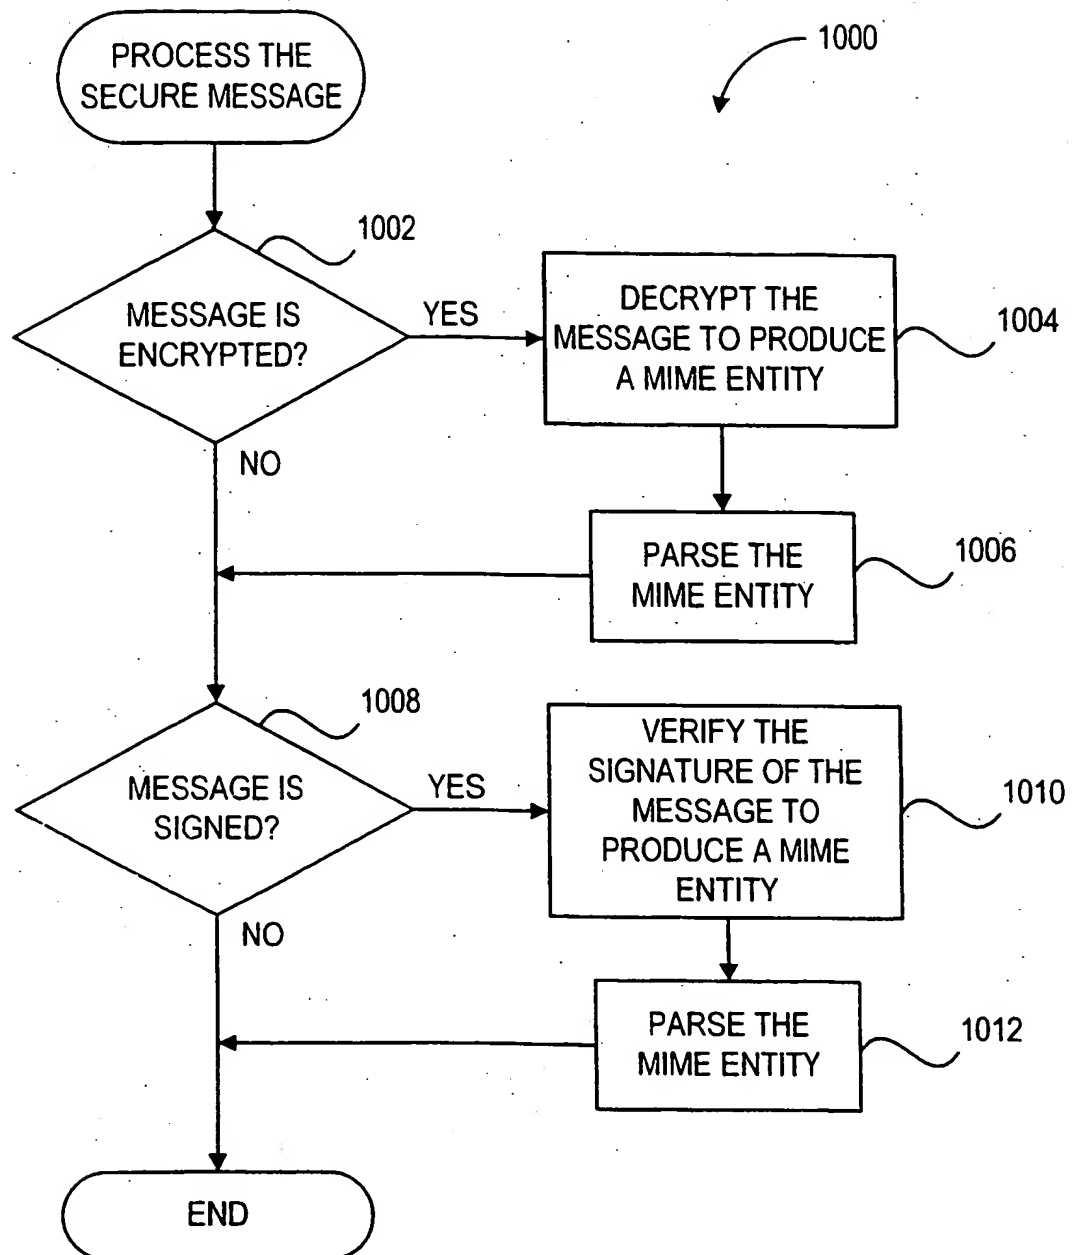 PROCESS THE
SECURE MESSAGE
1000
1002
MESSAGE IS
ENCRYPTED?
YES
DECRYPT THE
MESSAGE TO PRODUCE
A MIME ENTITY
1004
NO
PARSE THE
MIME ENTITY
1006
1008
MESSAGE IS
SIGNED?
YES
VERIFY THE
SIGNATURE OF THE
MESSAGE TO
PRODUCE A MIME
ENTITY
1010
NO
PARSE THE
MIME ENTITY
1012
END